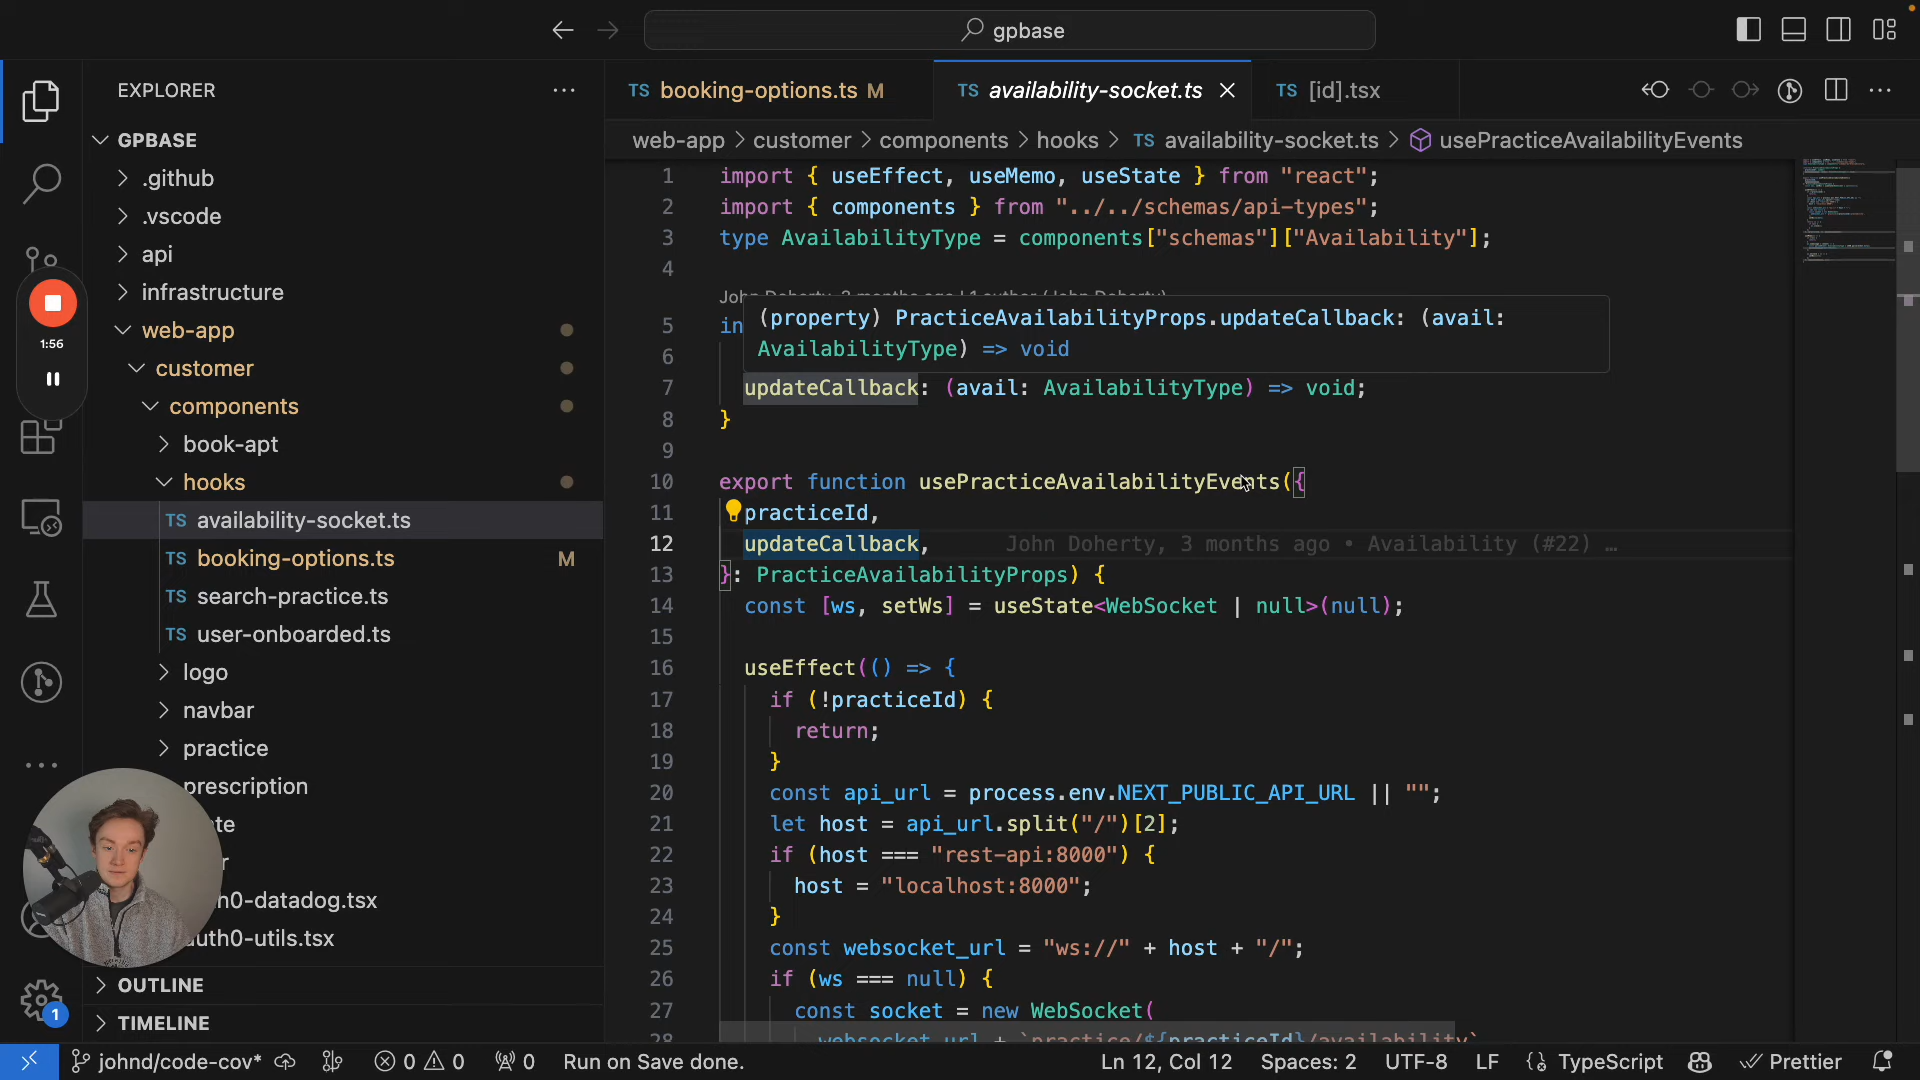 gpbase
EXPLORER
GPBASE
.github
.vscode
api
infrastructure
web-app
customer
components
book-apt
hooks
availability-socket.ts
booking-options.ts M
search-practice.ts
user-onboarded.ts
logo
navbar
practice
prescription
auth0-utils.tsx
OUTLINE
TIMELINE
1:56
1
TS booking-options.ts M
TS availability-socket.ts
TS [id].tsx
web-app > customer > components > hooks > TS availability-socket.ts > usePracticeAvailabilityEvents
1 import { useEffect, useMemo, useState } from "react";
2 import { components } from "../../schemas/api-types";
3 type AvailabilityType = components["schemas"]["Availability"];
4
John Doherty, 3 months ago | 1 author (John Doherty)
(property) PracticeAvailabilityProps.updateCallback: (avail:
AvailabilityType) => void
5 in
6
7 updateCallback: (avail: AvailabilityType) => void;
8 }
9
10 export function usePracticeAvailabilityEvents({
11 practiceId,
12 updateCallback, John Doherty, 3 months ago • Availability (#22) …
13 }: PracticeAvailabilityProps) {
14 const [ws, setWs] = useState<WebSocket | null>(null);
15
16 useEffect(() => {
17 if (!practiceId) {
18 return;
19 }
20 const api_url = process.env.NEXT_PUBLIC_API_URL || "";
21 let host = api_url.split("/")[2];
22 if (host === "rest-api:8000") {
23 host = "localhost:8000";
24 }
25 const websocket_url = "ws://" + host + "/";
26 if (ws === null) {
27 const socket = new WebSocket(
28 websocket_url + `practice/${practiceId}/availability`
johnd/code-cov* 0 0 0 Run on Save done. Ln 12, Col 12 Spaces: 2 UTF-8 LF {} TypeScript Prettier